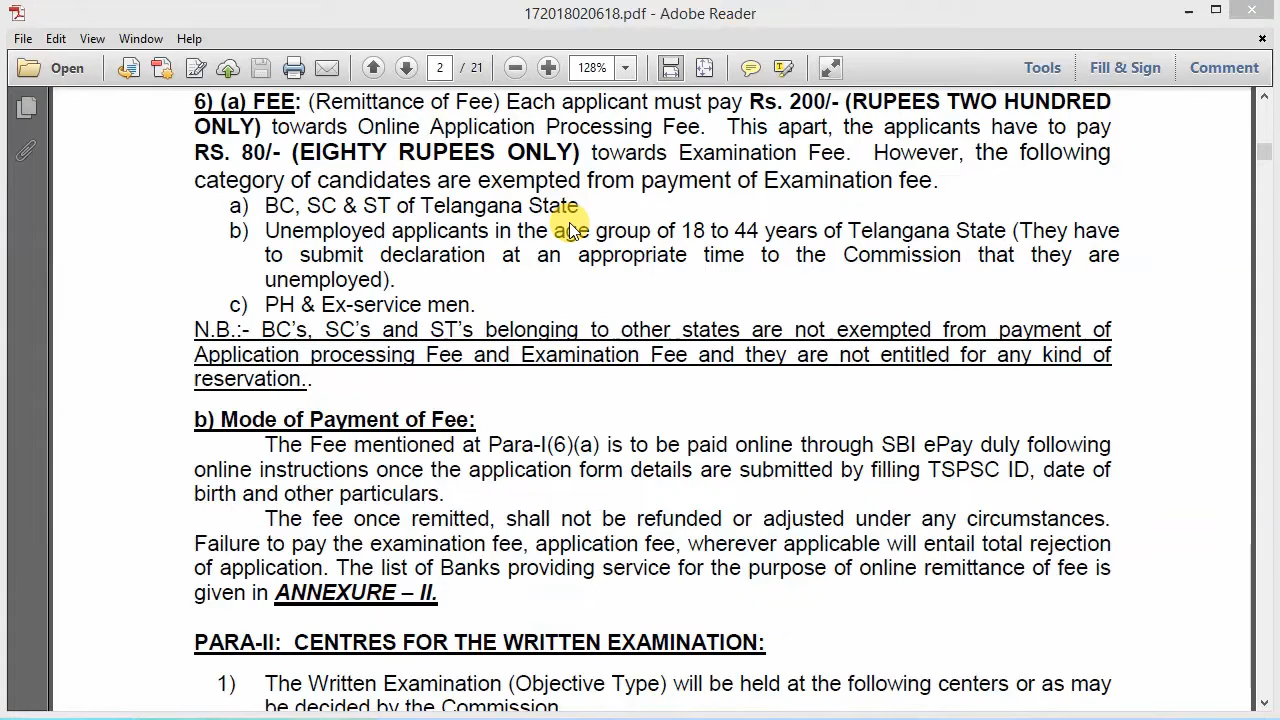 172018020618.pdf - Adobe Reader
File Edit View Window Help
Open 2 / 21 128% Tools Fill & Sign Comment
6) (a) FEE: (Remittance of Fee) Each applicant must pay Rs. 200/- (RUPEES TWO HUNDRED
ONLY) towards Online Application Processing Fee. This apart, the applicants have to pay
RS. 80/- (EIGHTY RUPEES ONLY) towards Examination Fee. However, the following
category of candidates are exempted from payment of Examination fee.
a) BC, SC & ST of Telangana State
b) Unemployed applicants in the age group of 18 to 44 years of Telangana State (They have
to submit declaration at an appropriate time to the Commission that they are
unemployed).
c) PH & Ex-service men.
N.B.:- BC's, SC's and ST's belonging to other states are not exempted from payment of
Application processing Fee and Examination Fee and they are not entitled for any kind of
reservation..
b) Mode of Payment of Fee:
The Fee mentioned at Para-I(6)(a) is to be paid online through SBI ePay duly following
online instructions once the application form details are submitted by filling TSPSC ID, date of
birth and other particulars.
The fee once remitted, shall not be refunded or adjusted under any circumstances.
Failure to pay the examination fee, application fee, wherever applicable will entail total rejection
of application. The list of Banks providing service for the purpose of online remittance of fee is
given in ANNEXURE – II.
PARA-II: CENTRES FOR THE WRITTEN EXAMINATION:
1) The Written Examination (Objective Type) will be held at the following centers or as may
be decided by the Commission